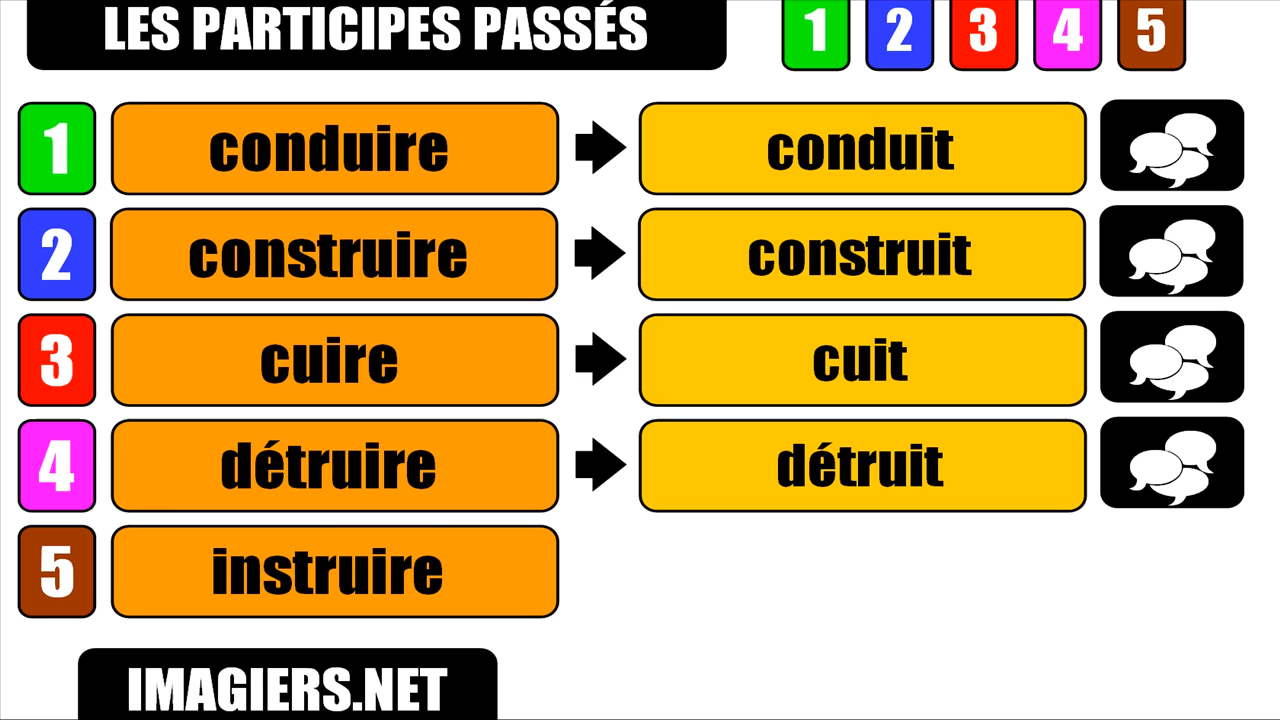 LES PARTICIPES PASSÉS 1 2 3 4 5
1 conduire conduit
2 construire construit
3 cuire cuit
4 détruire détruit
5 instruire
IMAGIERS.NET